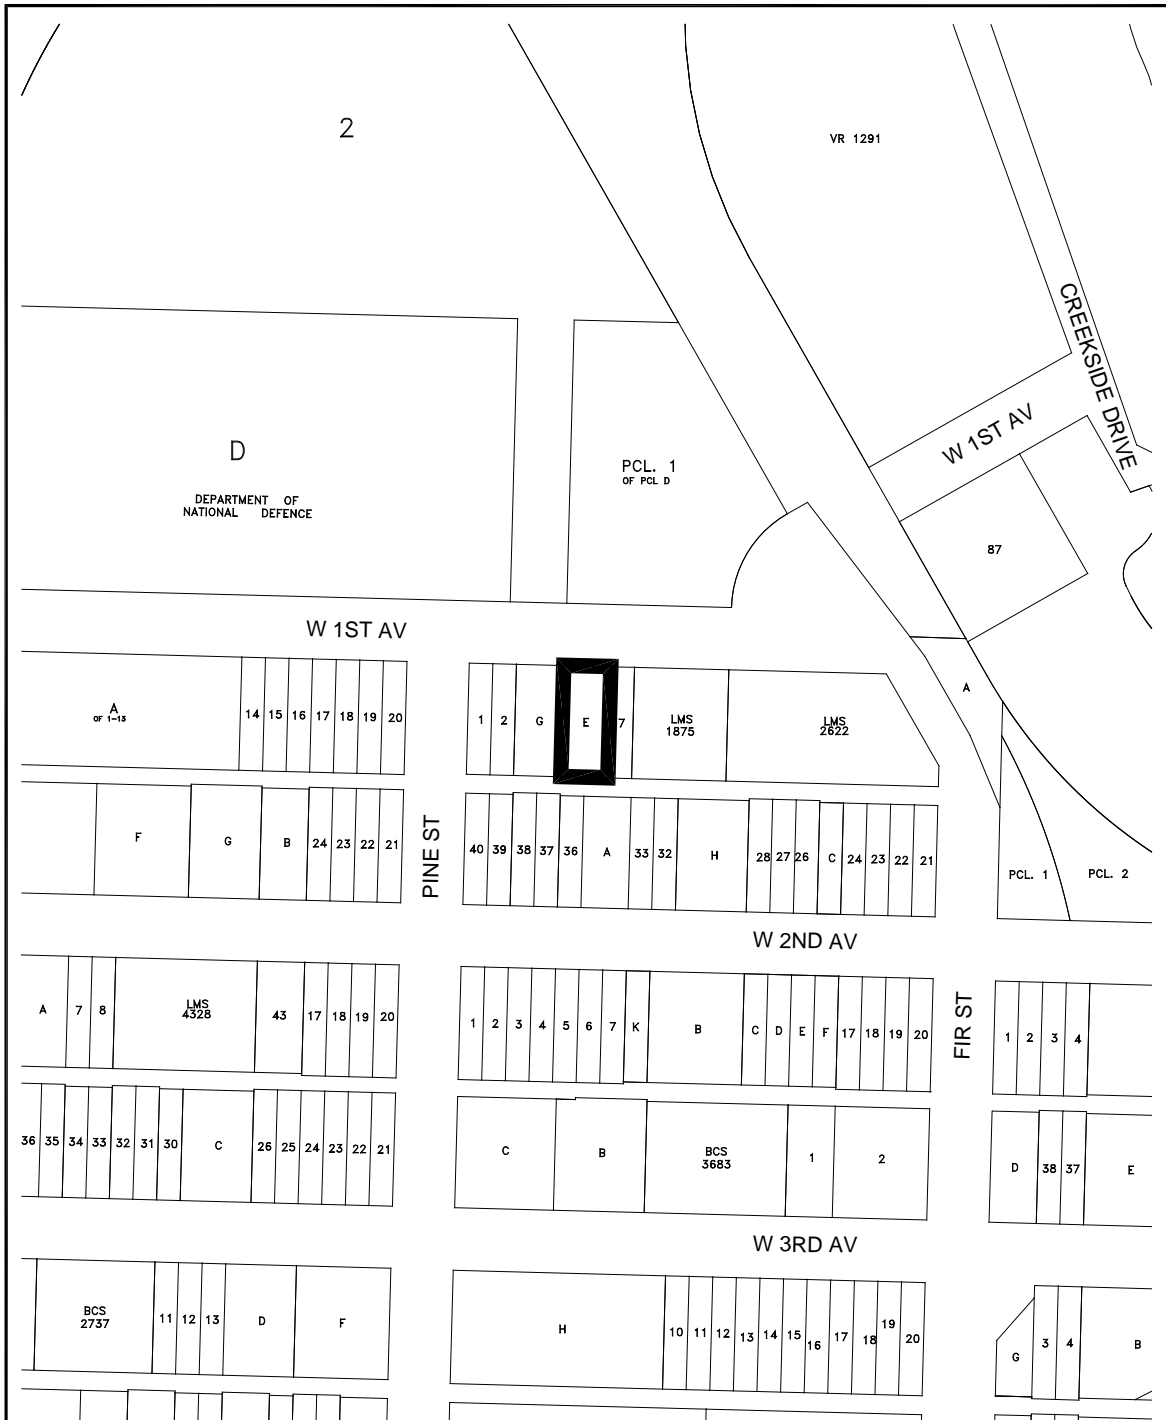 2
VR 1291
CREEKSIDE DRIVE
W 1ST AV
D
DEPARTMENT OF
NATIONAL DEFENCE
PCL. 1
OF PCL D
87
W 1ST AV
A
OF 1-13
14 15 16 17 18 19 20
1 2 G E 7
LMS
1875
LMS
2622
A
F G B 24 23 22 21
PINE ST
40 39 38 37 36 A 33 32 H 28 27 26 C 24 23 22 21
PCL. 1
PCL. 2
W 2ND AV
A 7 8
LMS
4328
43 17 18 19 20
1 2 3 4 5 6 7 K B C D E F 17 18 19 20
FIR ST
1 2 3 4
36 35 34 33 32 31 30 C 26 25 24 23 22 21
C B
BCS
3683
1 2
D 38 37 E
W 3RD AV
BCS
2737
11 12 13 D F
H 10 11 12 13 14 15 16 17 18 19 20
G 3 4 B